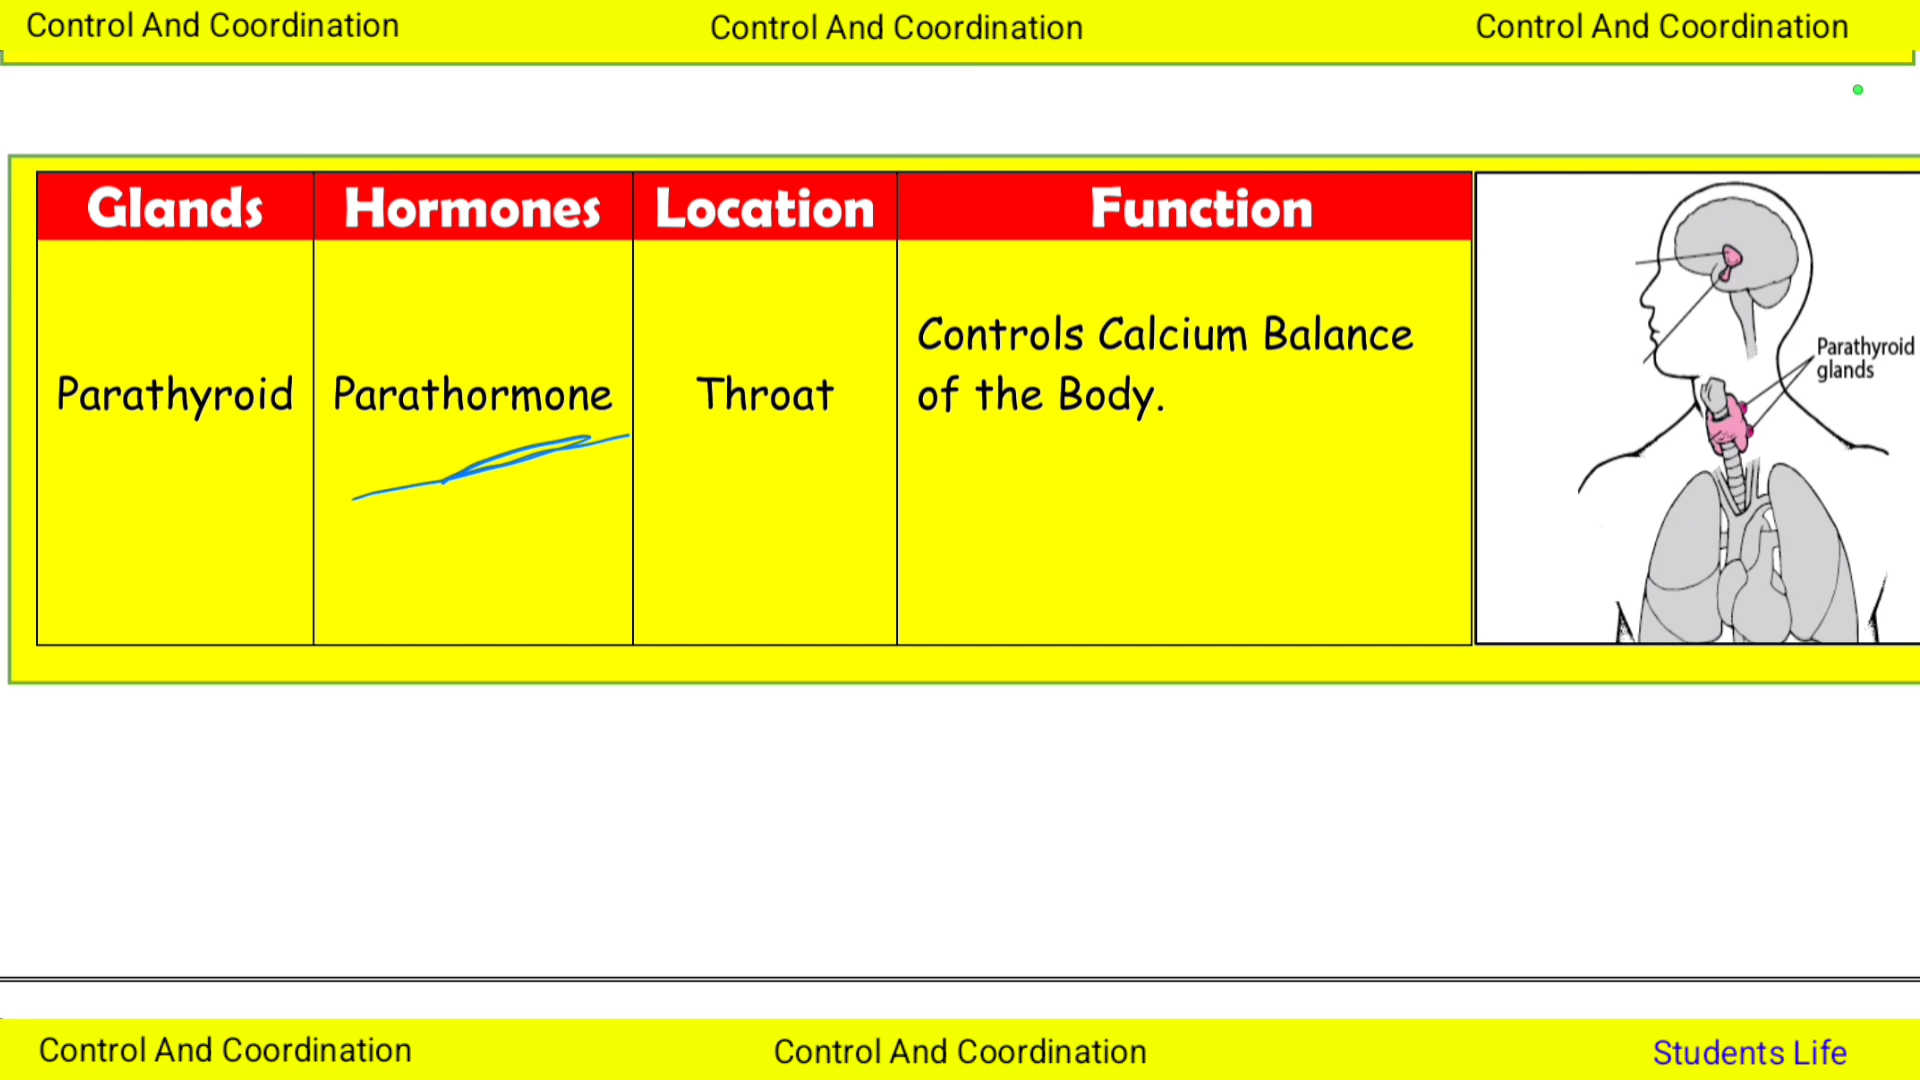 Control And Coordination
Control And Coordination
Control And Coordination
Glands
Hormones
Location
Function
Parathyroid
Parathormone
Throat
Controls Calcium Balance
of the Body.
Parathyroid
glands
Control And Coordination
Control And Coordination
Students Life